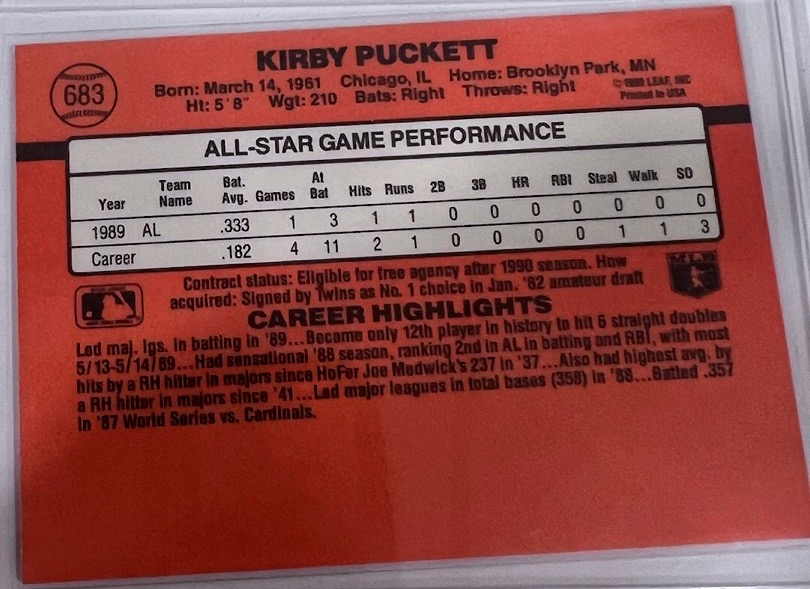 KIRBY PUCKETT
683
Born: March 14, 1961 Chicago, IL Home: Brooklyn Park, MN
Ht: 5'8" Wgt: 210 Bats: Right Throws: Right
LEAF, INC
Printed in USA
ALL-STAR GAME PERFORMANCE
Year Team Name Bat. Avg. Games At Bat Hits Runs 2B 3B HR RBI Steal Walk SO
1989 AL .333 1 3 1 1 0 0 0 0 0 0 0
Career .182 4 11 2 1 0 0 0 0 1 1 3
Contract status: Eligible for free agency after 1990 season. How
acquired: Signed by Twins as No. 1 choice in Jan. '82 amateur draft
MLB
CAREER HIGHLIGHTS
Led maj. lgs. in batting in '89...Became only 12th player in history to hit 6 straight doubles
5/13-5/14/89...Had sensational '88 season, ranking 2nd in AL in batting and RBI, with most
hits by a RH hitter in majors since HoFer Joe Medwick's 237 in '37...Also had highest avg. by
a RH hitter in majors since '41...Led major leagues in total bases (358) in '88...Batted .357
in '87 World Series vs. Cardinals.